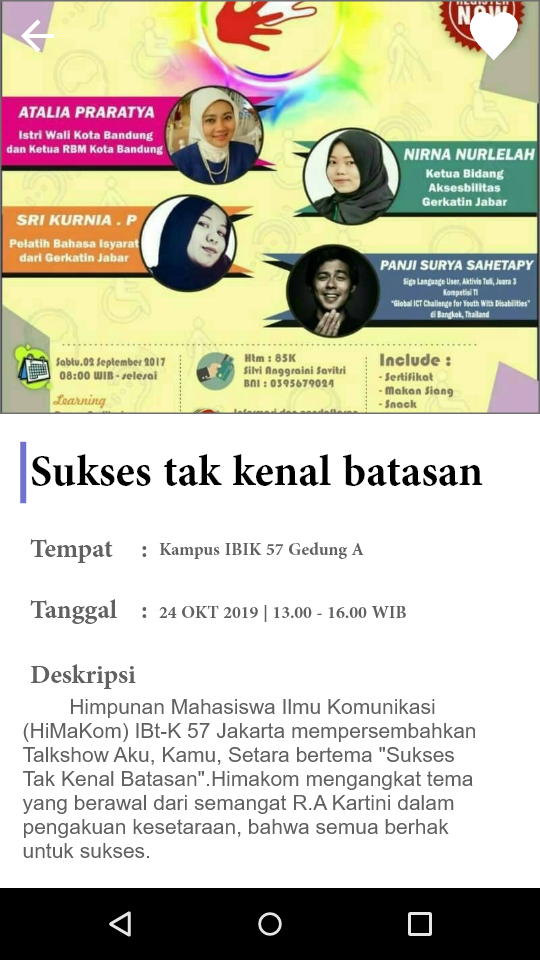 NOW
ATALIA PRARATYA
Istri Wali Kota Bandung
dan Ketua RBM Kota Bandung
NIRNA NURLELAH
Ketua Bidang
Aksesbilitas
Gerkatin Jabar
SRI KURNIA . P
Pelatih Bahasa Isyarat
dari Gerkatin Jabar
PANJI SURYA SAHETAPY
Sign Language User, Aktivis Tuli, Juara 3
Kompetisi TI
"Global ICT Challenge for Youth With Disabilities"
di Bangkok, Thailand
Sabtu.02 September 2017
08:00 WIB - selesai
Learning
Htm : 85K
Silvi Anggraini Savitri
BNI : 0395679024
Include :
- Sertifikat
- Makan Siang
- Snack
Sukses tak kenal batasan
Tempat : Kampus IBIK 57 Gedung A
Tanggal : 24 OKT 2019 | 13.00 - 16.00 WIB
Deskripsi
Himpunan Mahasiswa Ilmu Komunikasi
(HiMaKom) IBt-K 57 Jakarta mempersembahkan
Talkshow Aku, Kamu, Setara bertema "Sukses
Tak Kenal Batasan".Himakom mengangkat tema
yang berawal dari semangat R.A Kartini dalam
pengakuan kesetaraan, bahwa semua berhak
untuk sukses.